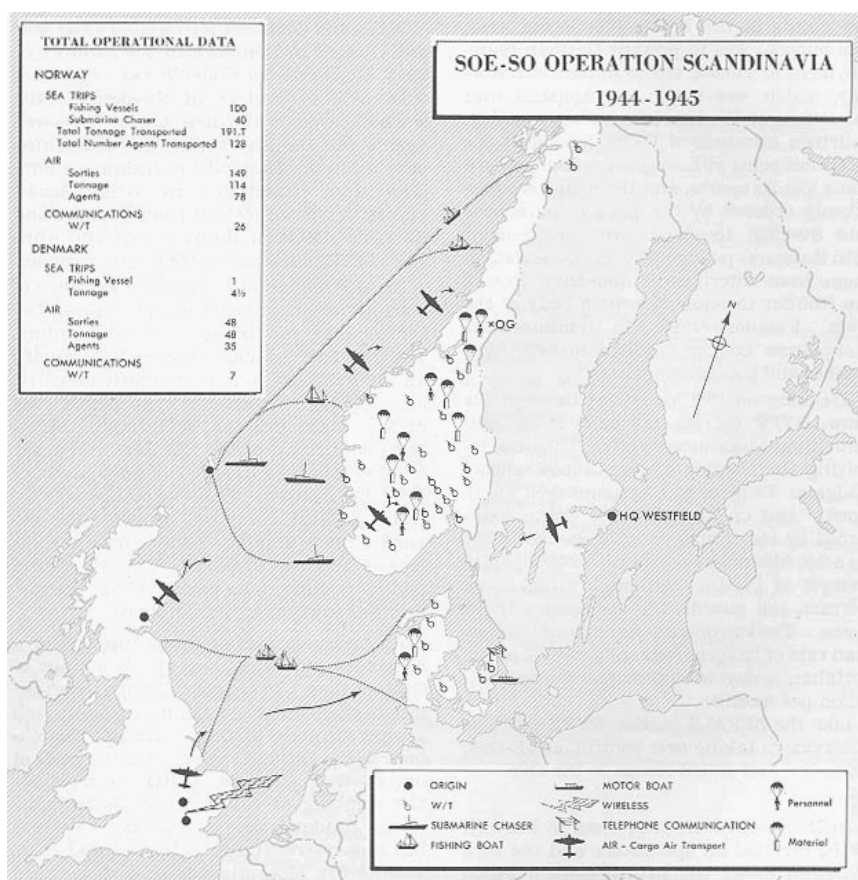 TOTAL OPERATIONAL DATA
NORWAY
SEA TRIPS
Fishing Vessels 100
Submarine Chaser 40
Total Tonnage Transported 191.T
Total Number Agents Transported 128
AIR
Sorties 149
Tonnage 114
Agents 78
COMMUNICATIONS
W/T 26
DENMARK
SEA TRIPS
Fishing Vessel 1
Tonnage 4½
AIR
Sorties 48
Tonnage 48
Agents 35
COMMUNICATIONS
W/T 7
SOE-SO OPERATION SCANDINAVIA
1944-1945
xOG
HQ WESTFIELD
ORIGIN
W/T
SUBMARINE CHASER
FISHING BOAT
MOTOR BOAT
WIRELESS
TELEPHONE COMMUNICATION
AIR - Cargo Air Transport
Personnel
Material